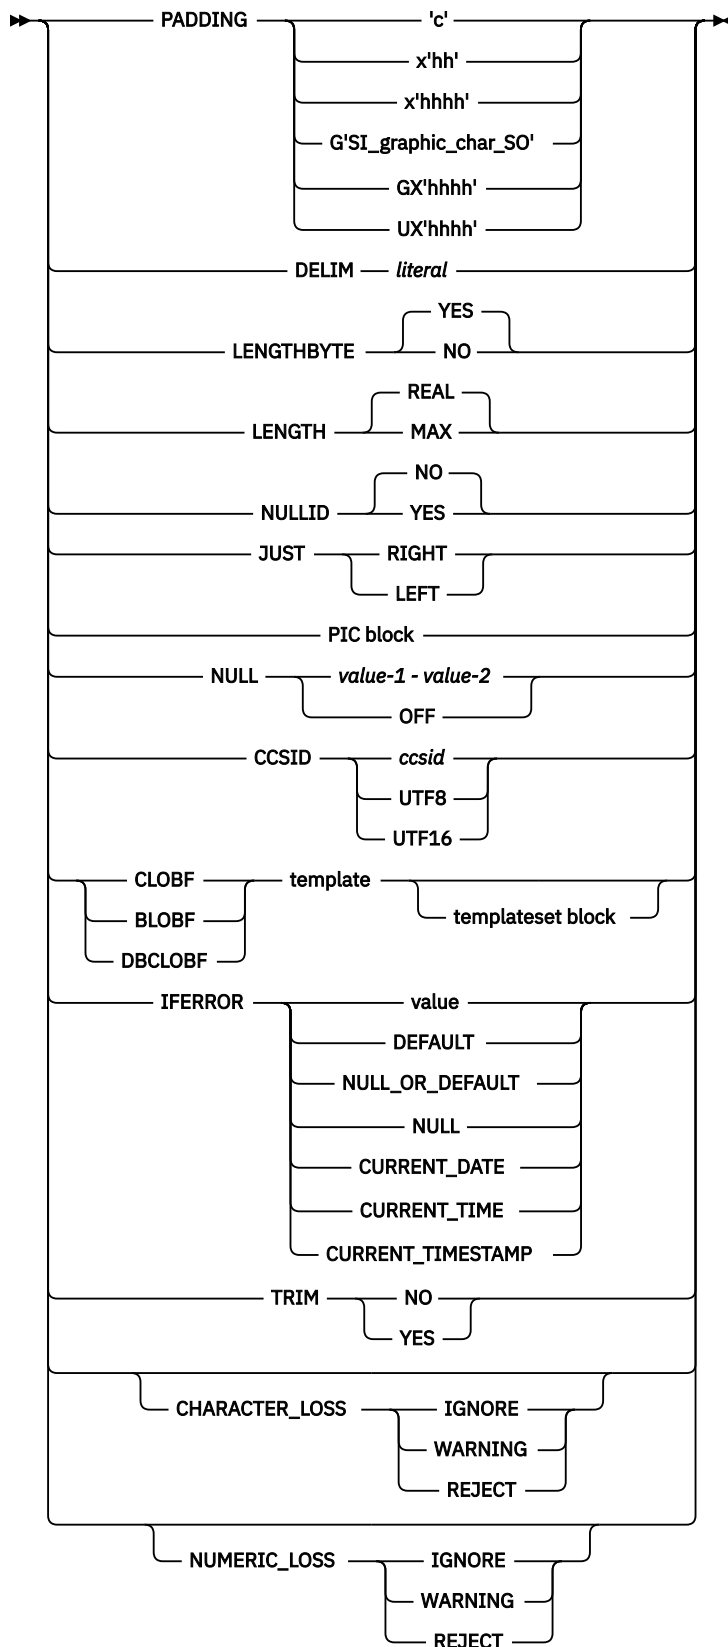 PADDING 'c'
x'hh'
x'hhhh'
G'SI_graphic_char_SO'
GX'hhhh'
UX'hhhh'
DELIM literal
YES
LENGTHBYTE NO
REAL
LENGTH MAX
NO
NULLID YES
JUST RIGHT
LEFT
PIC block
NULL value-1 - value-2
OFF
CCSID ccsid
UTF8
UTF16
CLOBF template
BLOBF templateset block
DBCLOBF
IFERROR value
DEFAULT
NULL_OR_DEFAULT
NULL
CURRENT_DATE
CURRENT_TIME
CURRENT_TIMESTAMP
TRIM NO
YES
CHARACTER_LOSS IGNORE
WARNING
REJECT
NUMERIC_LOSS IGNORE
WARNING
REJECT